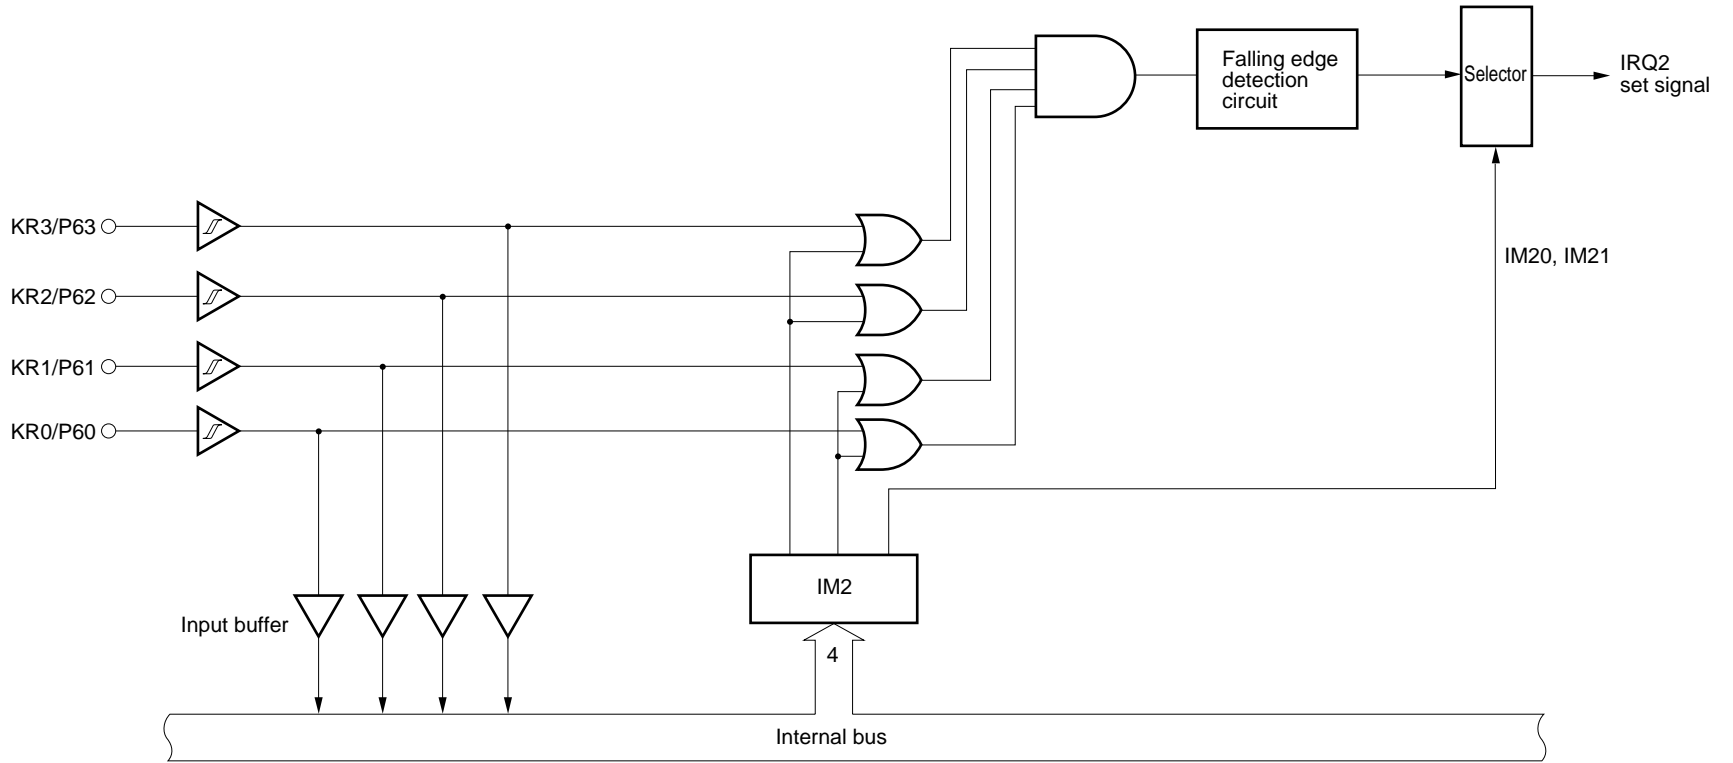 Falling edge
detection
circuit
Selector
IRQ2
set signal
KR3/P63
KR2/P62
KR1/P61
KR0/P60
IM20, IM21
IM2
Input buffer
4
Internal bus